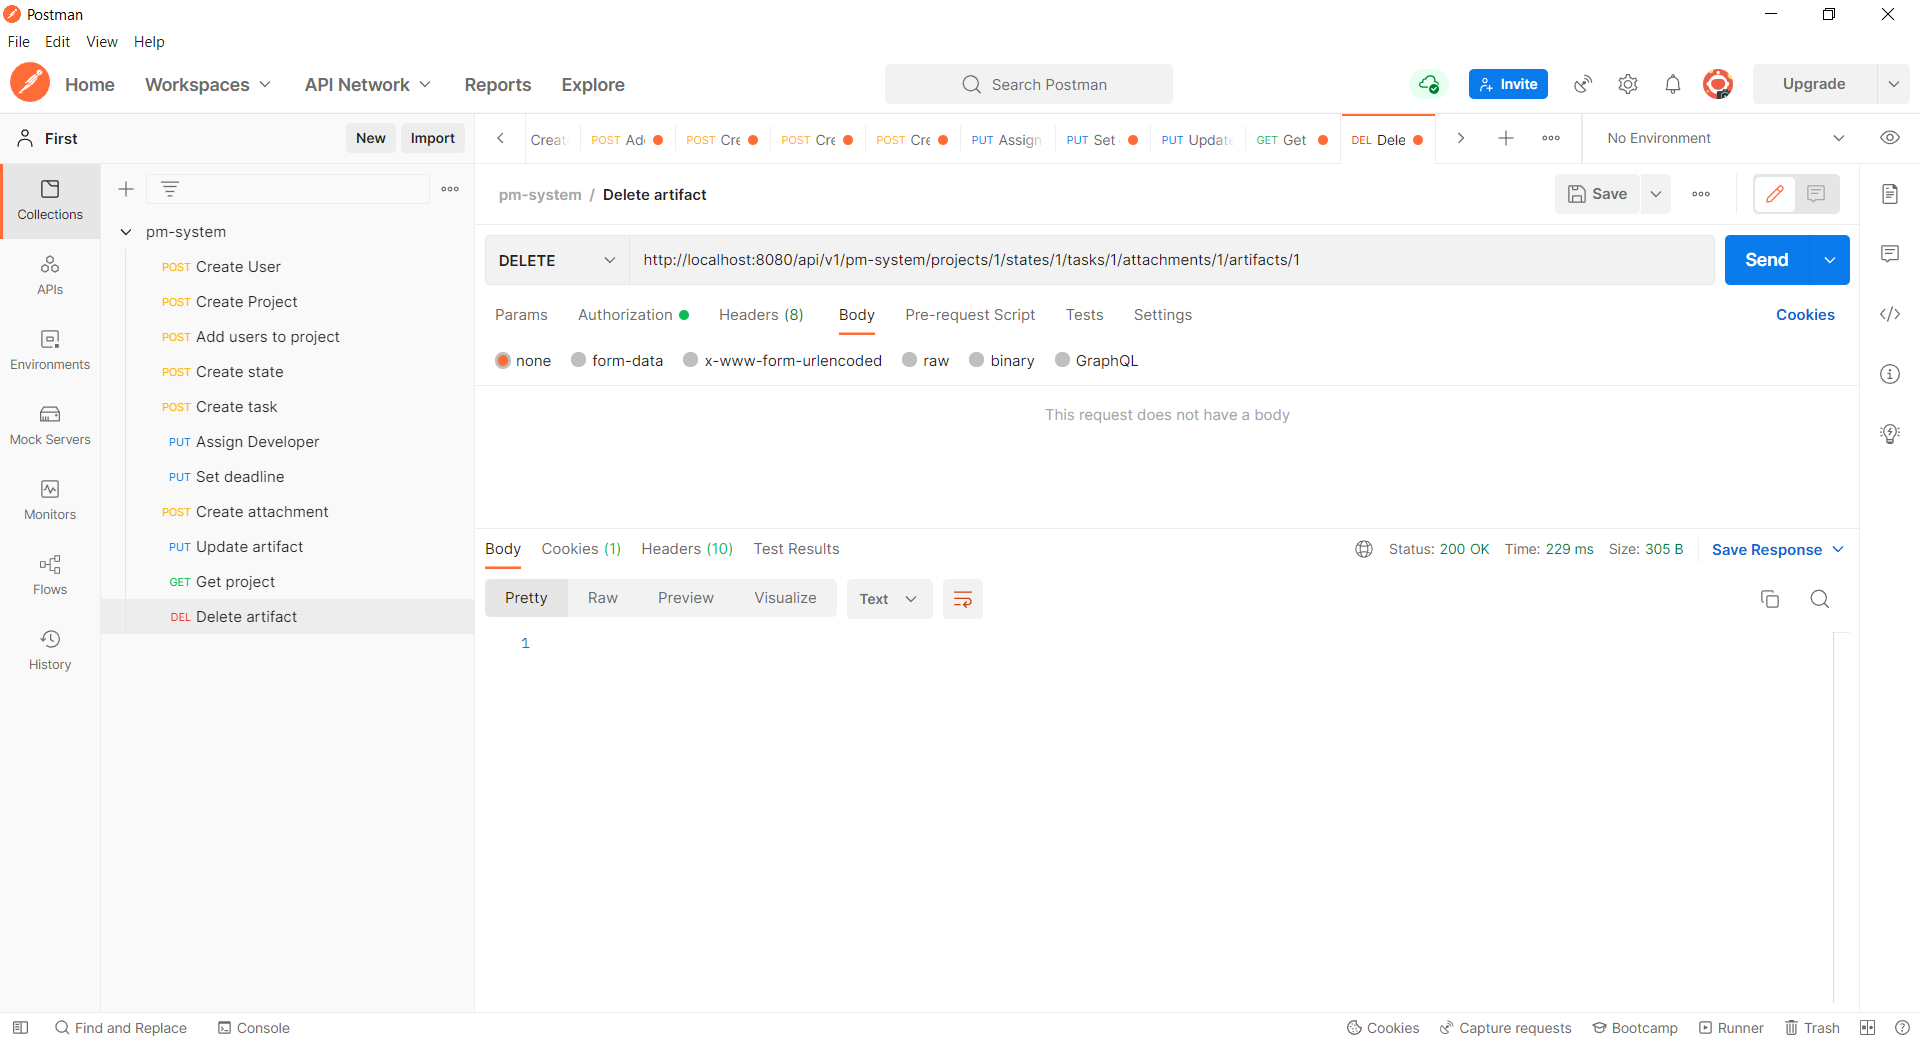 Postman
File Edit View Help
Home Workspaces API Network Reports Explore Search Postman Invite Upgrade
First New Import
Creat POST Ad POST Cre POST Cre POST Cre PUT Assign PUT Set PUT Update GET Get DEL Dele No Environment
Collections
APIs
Environments
Mock Servers
Monitors
Flows
History
pm-system
POST Create User
POST Create Project
POST Add users to project
POST Create state
POST Create task
PUT Assign Developer
PUT Set deadline
POST Create attachment
PUT Update artifact
GET Get project
DEL Delete artifact
pm-system / Delete artifact Save
DELETE http://localhost:8080/api/v1/pm-system/projects/1/states/1/tasks/1/attachments/1/artifacts/1 Send
Params Authorization Headers (8) Body Pre-request Script Tests Settings Cookies
none form-data x-www-form-urlencoded raw binary GraphQL
This request does not have a body
Body Cookies (1) Headers (10) Test Results Status: 200 OK Time: 229 ms Size: 305 B Save Response
Pretty Raw Preview Visualize Text
1
Find and Replace Console Cookies Capture requests Bootcamp Runner Trash